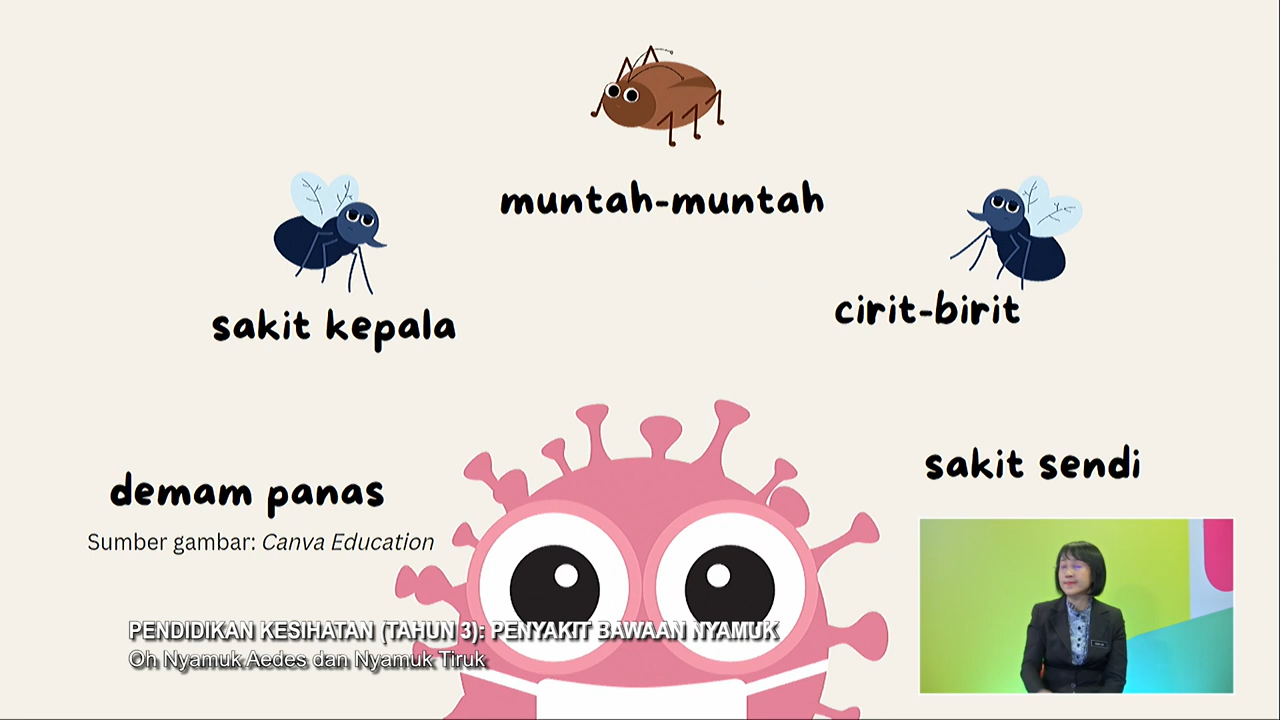 muntah-muntah
sakit kepala
cirit-birit
demam panas
sakit sendi
Sumber gambar: Canva Education
PENDIDIKAN KESIHATAN (TAHUN 3): PENYAKIT BAWAAN NYAMUK
Oh Nyamuk Aedes dan Nyamuk Tiruk